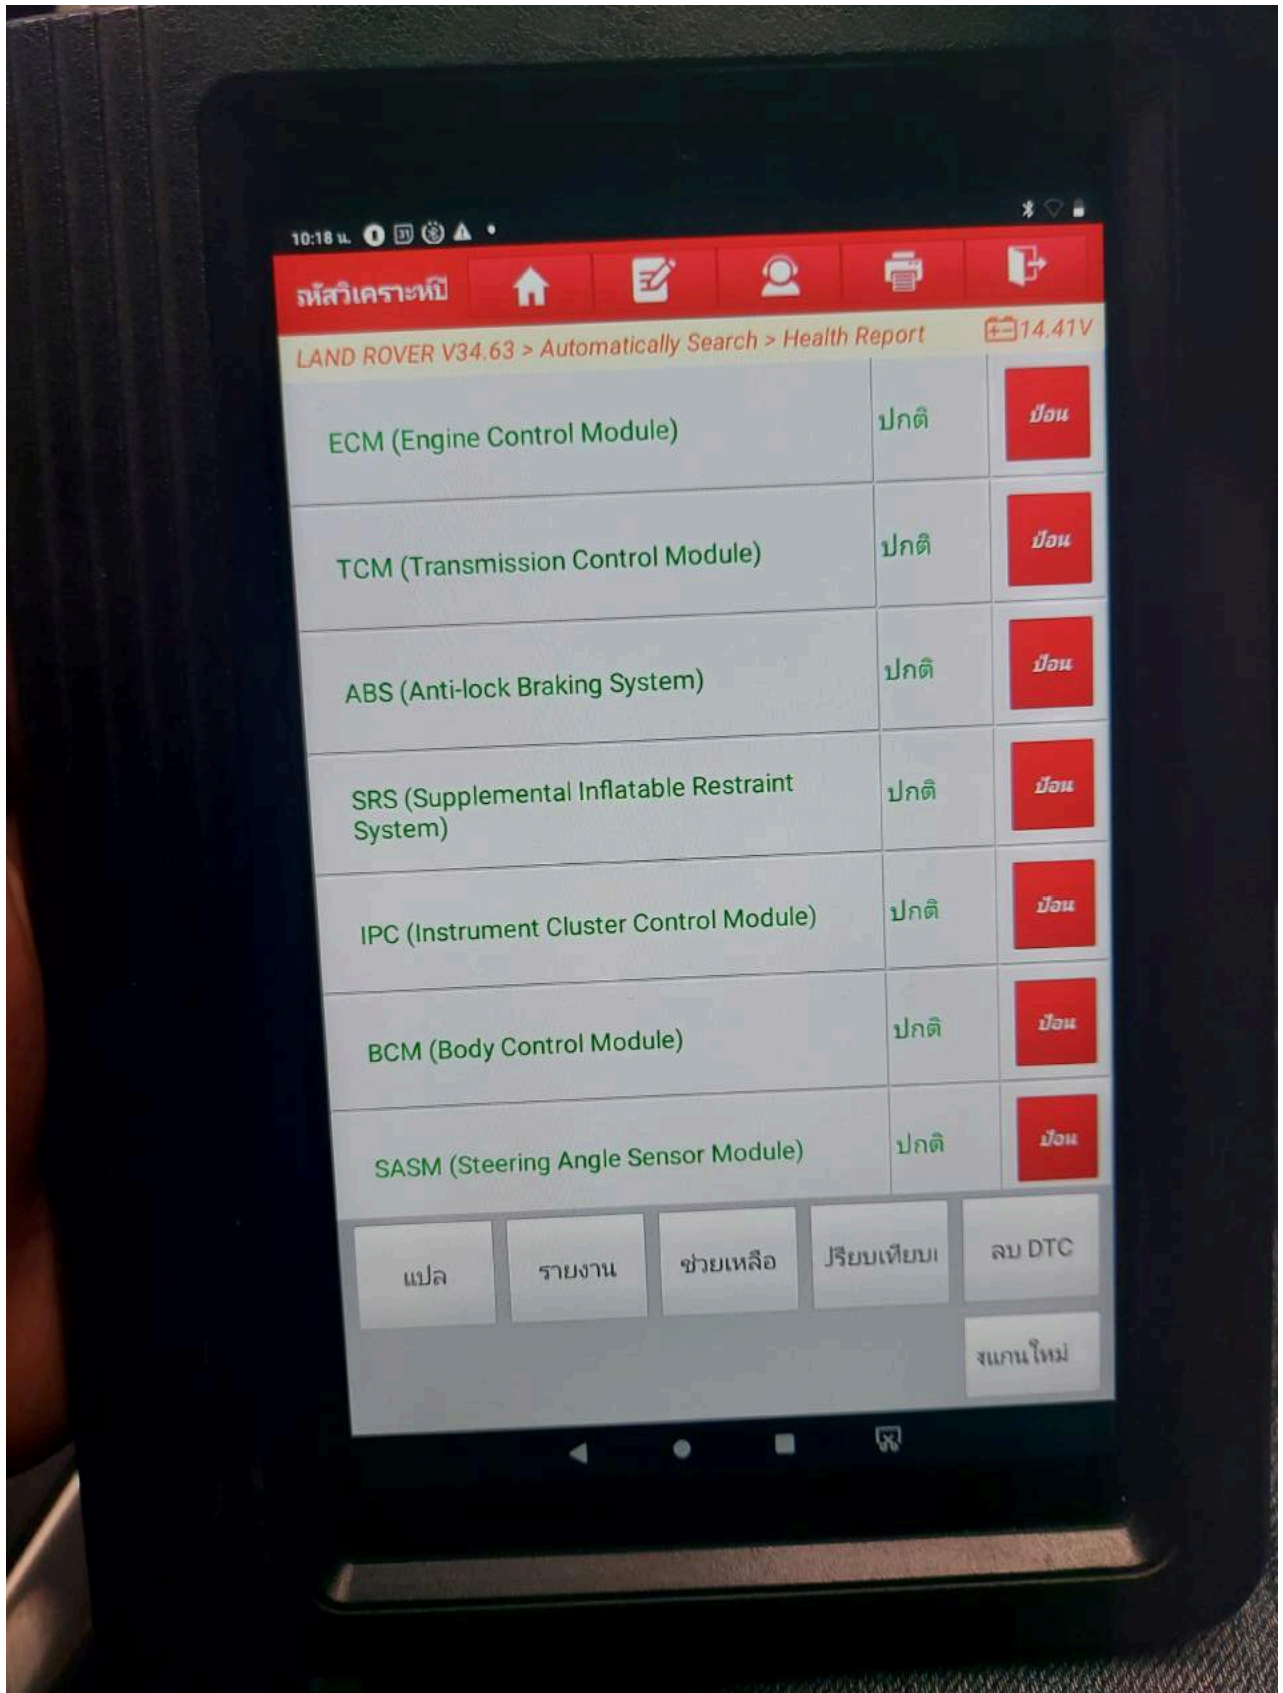 10:18 น.
31
รหัสวิเคราะห์ปั
LAND ROVER V34.63 > Automatically Search > Health Report
14.41V
ECM (Engine Control Module)
ปกติ
ป้อน
TCM (Transmission Control Module)
ปกติ
ป้อน
ABS (Anti-lock Braking System)
ปกติ
ป้อน
SRS (Supplemental Inflatable Restraint
System)
ปกติ
ป้อน
IPC (Instrument Cluster Control Module)
ปกติ
ป้อน
BCM (Body Control Module)
ปกติ
ป้อน
SASM (Steering Angle Sensor Module)
ปกติ
ป้อน
แปล
รายงาน
ช่วยเหลือ
ปรียบเทียบเ
ลบ DTC
สแกนใหม่